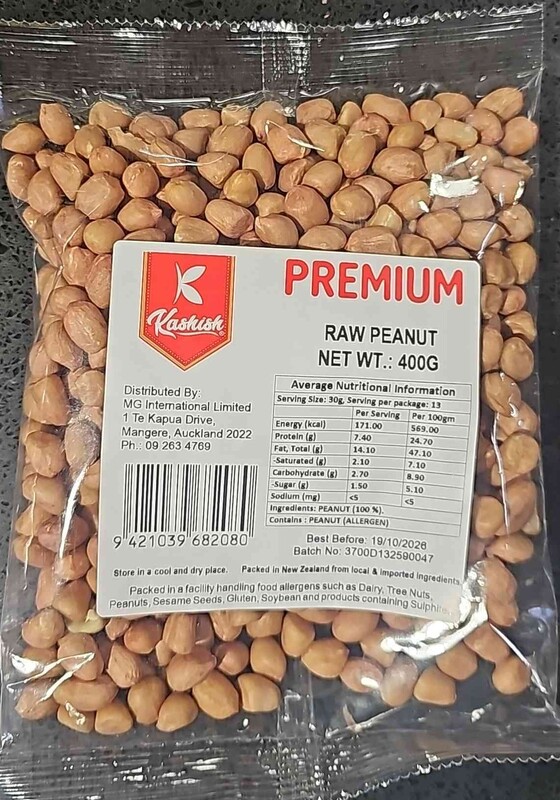 Kashish®
PREMIUM
RAW PEANUT
NET WT.: 400G
Distributed By:
MG International Limited
1 Te Kapua Drive,
Mangere, Auckland 2022
Ph.: 09 263 4769
Average Nutritional Information
Serving Size: 30g, Serving per package: 13
Per Serving Per 100gm
Energy (kcal) 171.00 569.00
Protein (g) 7.40 24.70
Fat, Total (g) 14.10 47.10
-Saturated (g) 2.10 7.10
Carbohydrate (g) 2.70 8.90
-Sugar (g) 1.50 5.10
Sodium (mg) <5 <5
Ingredients: PEANUT (100 %).
Contains : PEANUT (ALLERGEN)
9 421039 682080
Best Before: 19/10/2026
Batch No: 3700D132590047
Store in a cool and dry place. Packed in New Zealand from local & imported ingredients
Packed in a facility handling food allergens such as Dairy, Tree Nuts,
Peanuts, Sesame Seeds, Gluten, Soybean and products containing